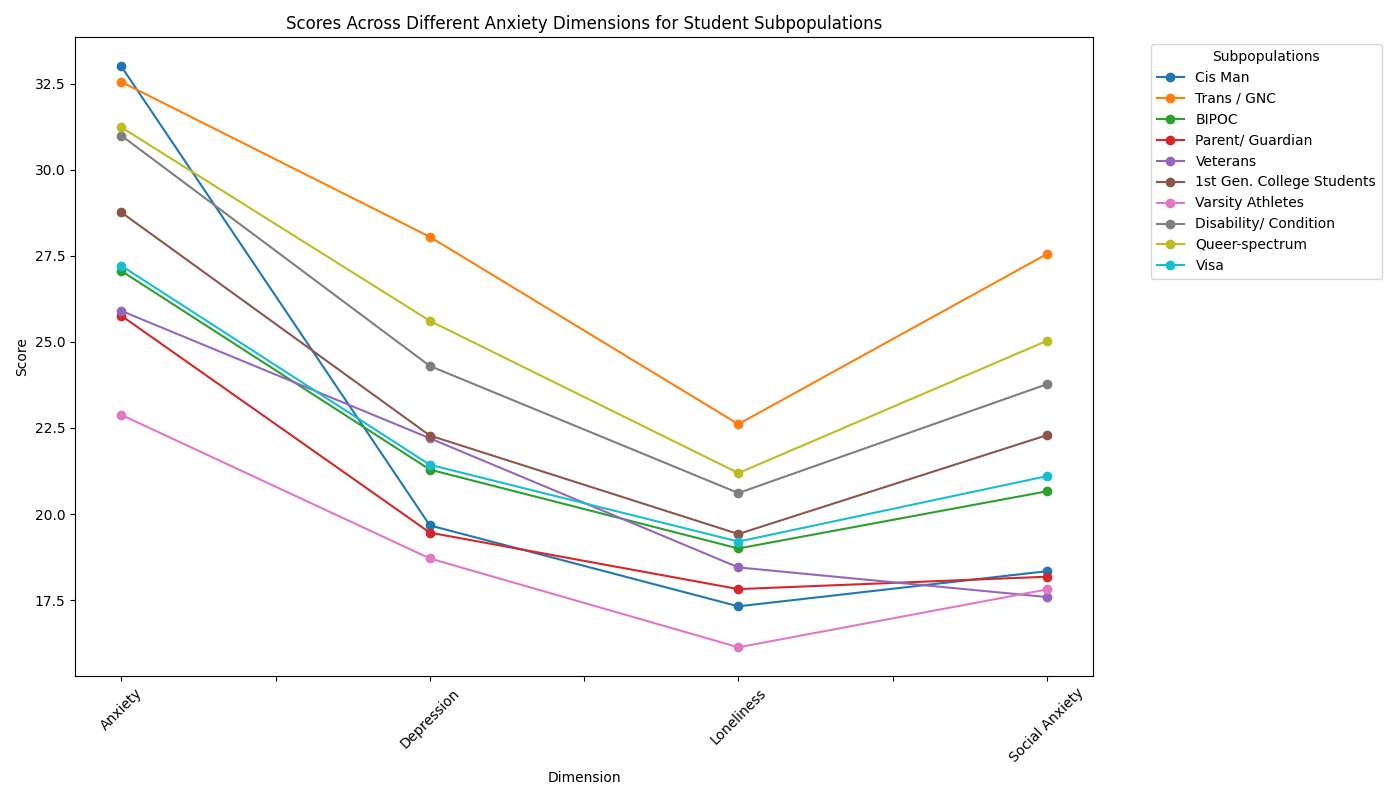 Scores Across Different Anxiety Dimensions for Student Subpopulations
Subpopulations
Cis Man
Trans / GNC
BIPOC
Parent/ Guardian
Veterans
1st Gen. College Students
Varsity Athletes
Disability/ Condition
Queer-spectrum
Visa
Score
32.5
30.0
27.5
25.0
22.5
20.0
17.5
Anxiety
Depression
Loneliness
Social Anxiety
Dimension